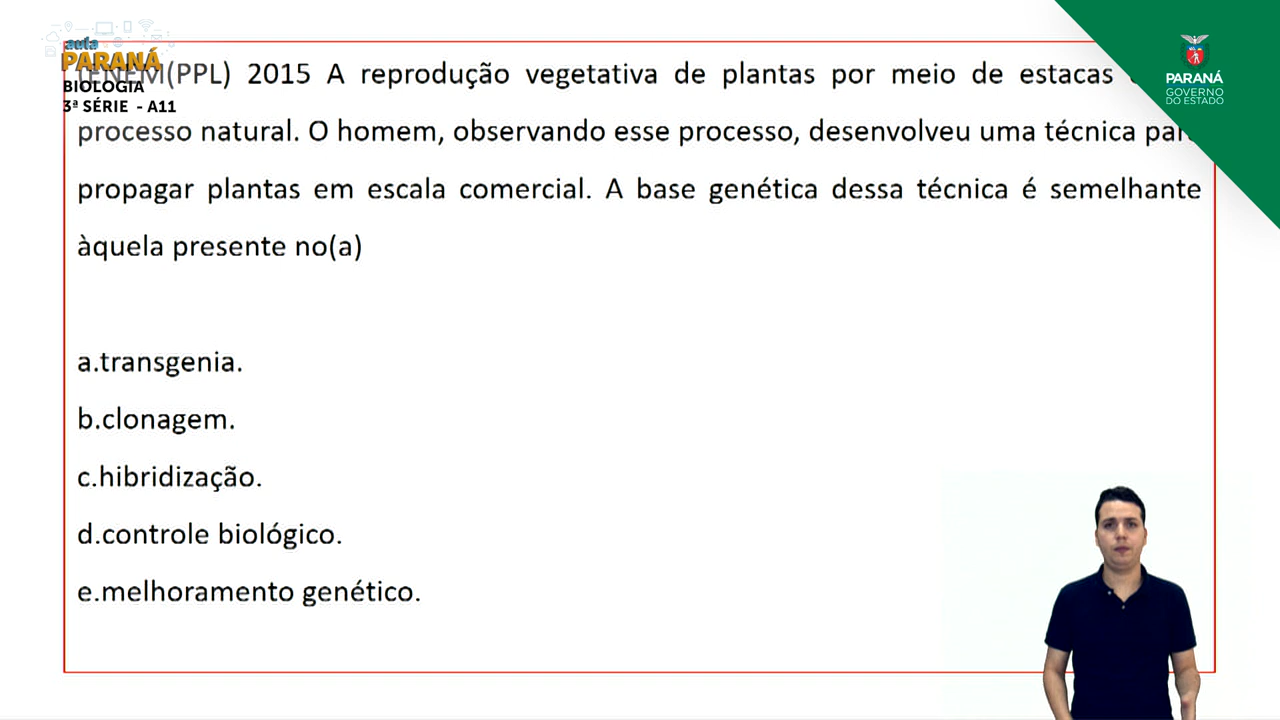 aula
PARANÁ
BIOLOGIA
3ª SÉRIE - A11
PARANÁ
GOVERNO
DO ESTADO
(ENEM(PPL) 2015 A reprodução vegetativa de plantas por meio de estacas
processo natural. O homem, observando esse processo, desenvolveu uma técnica para
propagar plantas em escala comercial. A base genética dessa técnica é semelhante
àquela presente no(a)
a.transgenia.
b.clonagem.
c.hibridização.
d.controle biológico.
e.melhoramento genético.